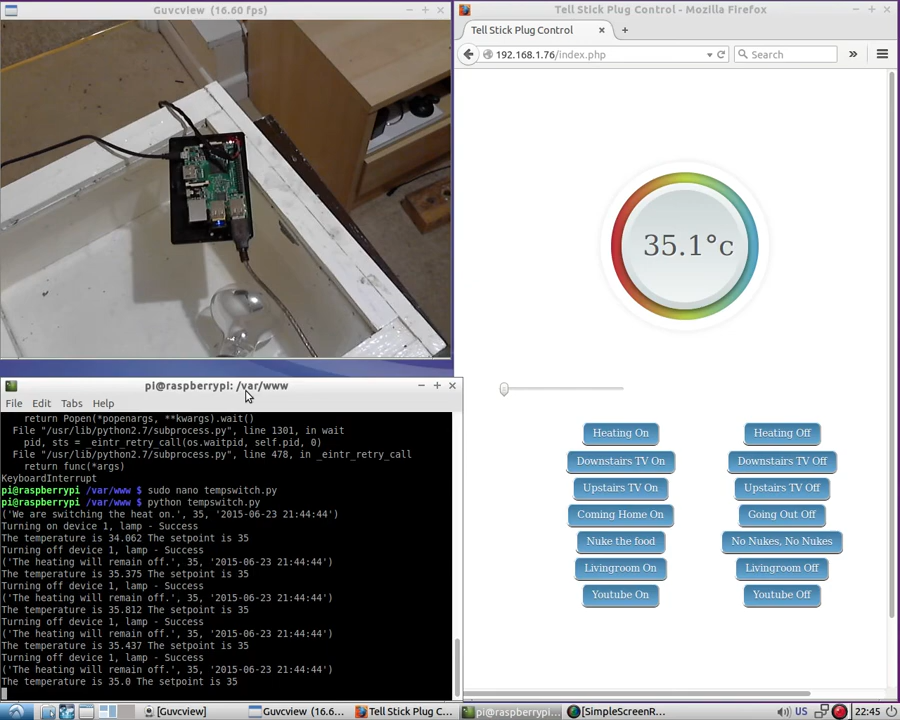 Guvcview (16.60 fps)
Tell Stick Plug Control - Mozilla Firefox
Tell Stick Plug Control
192.168.1.76/index.php
Search
35.1°c
Heating On
Heating Off
Downstairs TV On
Downstairs TV Off
Upstairs TV On
Upstairs TV Off
Coming Home On
Going Out Off
Nuke the food
No Nukes, No Nukes
Livingroom On
Livingroom Off
Youtube On
Youtube Off
pi@raspberrypi: /var/www
File Edit Tabs Help
return Popen(*popenargs, **kwargs).wait()
File "/usr/lib/python2.7/subprocess.py", line 1301, in wait
pid, sts = _eintr_retry_call(os.waitpid, self.pid, 0)
File "/usr/lib/python2.7/subprocess.py", line 478, in _eintr_retry_call
return func(*args)
KeyboardInterrupt
pi@raspberrypi /var/www $ sudo nano tempswitch.py
pi@raspberrypi /var/www $ python tempswitch.py
('We are switching the heat on.', 35, '2015-06-23 21:44:44')
Turning on device 1, lamp - Success
The temperature is 34.062 The setpoint is 35
Turning off device 1, lamp - Success
('The heating will remain off.', 35, '2015-06-23 21:44:44')
The temperature is 35.375 The setpoint is 35
Turning off device 1, lamp - Success
('The heating will remain off.', 35, '2015-06-23 21:44:44')
The temperature is 35.812 The setpoint is 35
Turning off device 1, lamp - Success
('The heating will remain off.', 35, '2015-06-23 21:44:44')
The temperature is 35.437 The setpoint is 35
Turning off device 1, lamp - Success
('The heating will remain off.', 35, '2015-06-23 21:44:44')
The temperature is 35.0 The setpoint is 35
[Guvcview]
Guvcview (16.6...
Tell Stick Plug C...
pi@raspberrypi...
[SimpleScreenR...
US
22:45